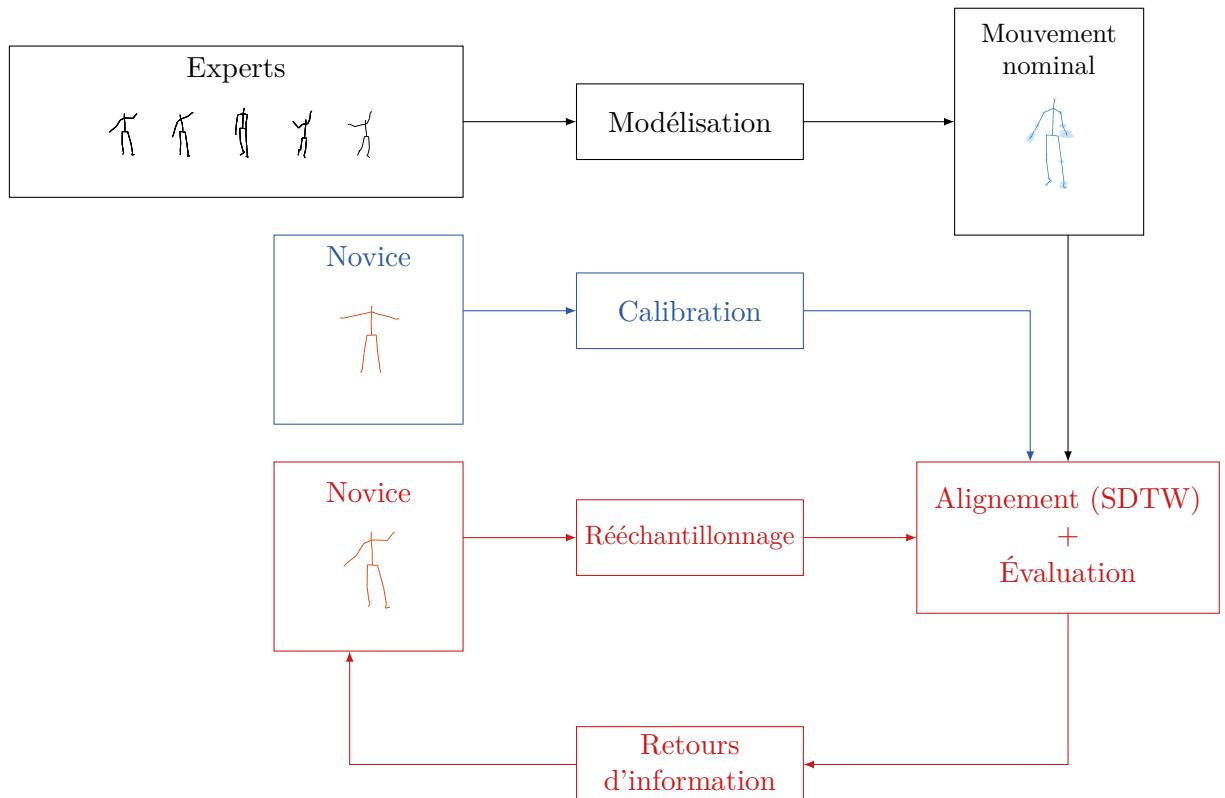 Experts
Modélisation
Mouvement
nominal
Novice
Calibration
Novice
Rééchantillonnage
Alignement (SDTW)
+
Évaluation
Retours
d'information